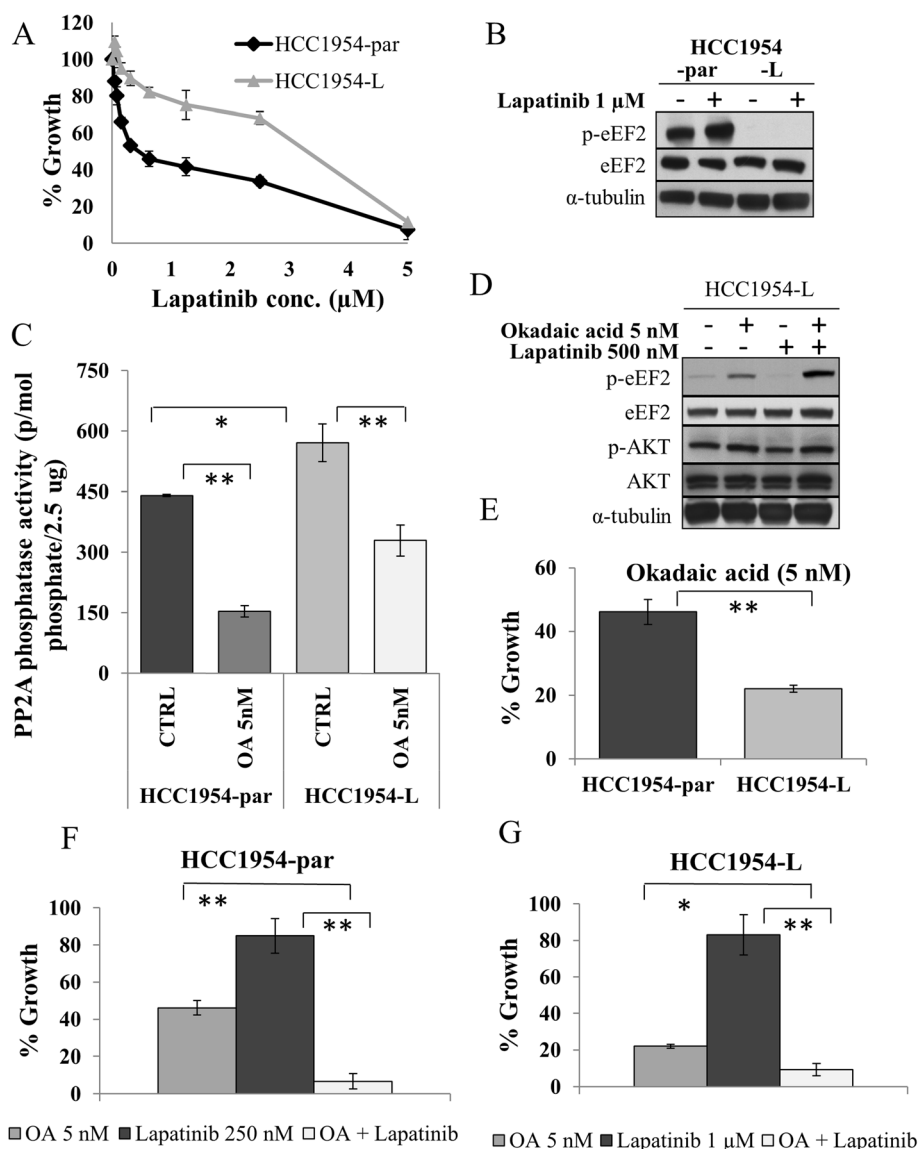 A
120
100
80
60
40
20
0
% Growth
HCC1954-par
HCC1954-L
0 1 2 3 4 5
Lapatinib conc. (µM)
B
HCC1954
-par -L
Lapatinib 1 µM - + - +
p-eEF2
eEF2
α-tubulin
C
PP2A phosphatase activity (p/mol
phosphate/2.5 ug)
750
600
450
300
150
0
*
**
**
CTRL
OA 5nM
CTRL
OA 5nM
HCC1954-par HCC1954-L
D
HCC1954-L
Okadaic acid 5 nM - + - +
Lapatinib 500 nM - - + +
p-eEF2
eEF2
p-AKT
AKT
α-tubulin
E
Okadaic acid (5 nM)
% Growth
60
40
20
0
**
HCC1954-par HCC1954-L
F
HCC1954-par
% Growth
100
80
60
40
20
0
**
**
OA 5 nM Lapatinib 250 nM OA + Lapatinib
G
HCC1954-L
% Growth
100
80
60
40
20
0
*
**
OA 5 nM Lapatinib 1 µM OA + Lapatinib